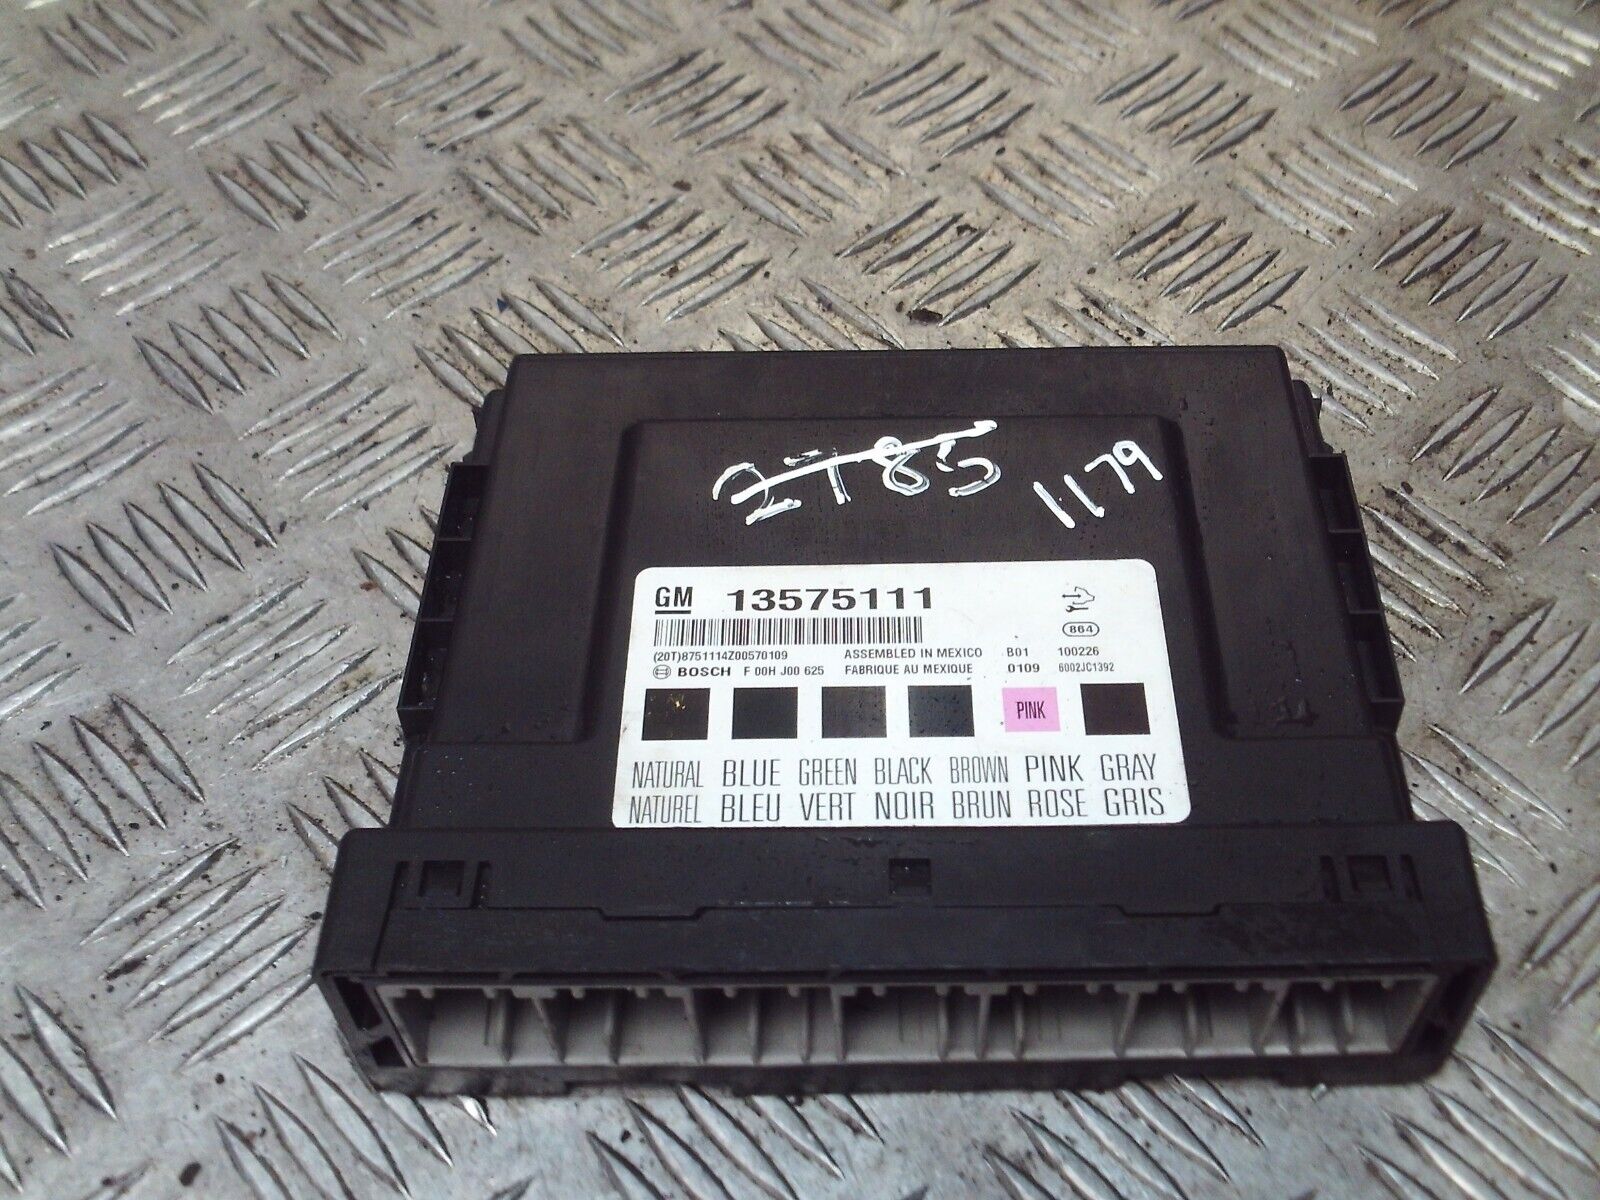 2785 1179
GM 13575111
864
(20T)8751114Z00570109 ASSEMBLED IN MEXICO B01 100226
BOSCH F 00H J00 625 FABRIQUE AU MEXIQUE 0109 6002JC1392
PINK
NATURAL BLUE GREEN BLACK BROWN PINK GRAY
NATUREL BLEU VERT NOIR BRUN ROSE GRIS